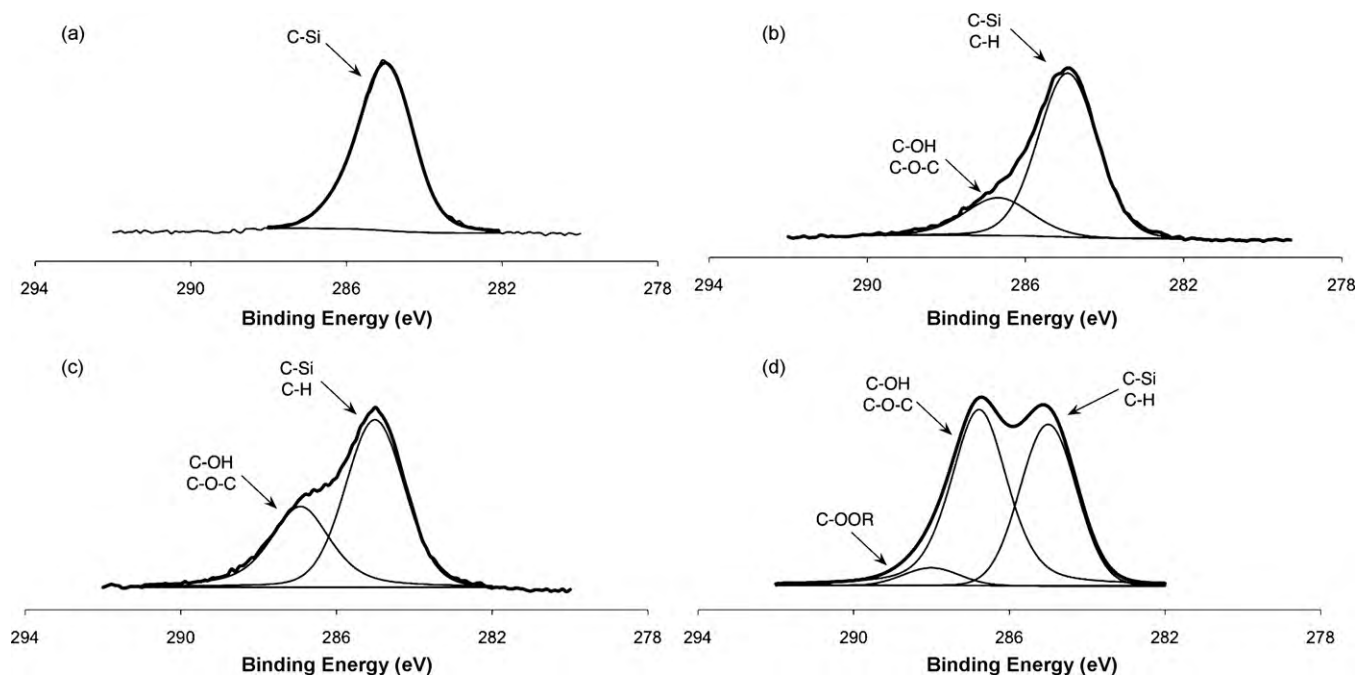 (a)
C-Si
294 290 286 282 278
Binding Energy (eV)
(b)
C-Si
C-H
C-OH
C-O-C
294 290 286 282 278
Binding Energy (eV)
(c)
C-Si
C-H
C-OH
C-O-C
294 290 286 282 278
Binding Energy (eV)
(d)
C-OH
C-O-C
C-Si
C-H
C-OOR
294 290 286 282 278
Binding Energy (eV)